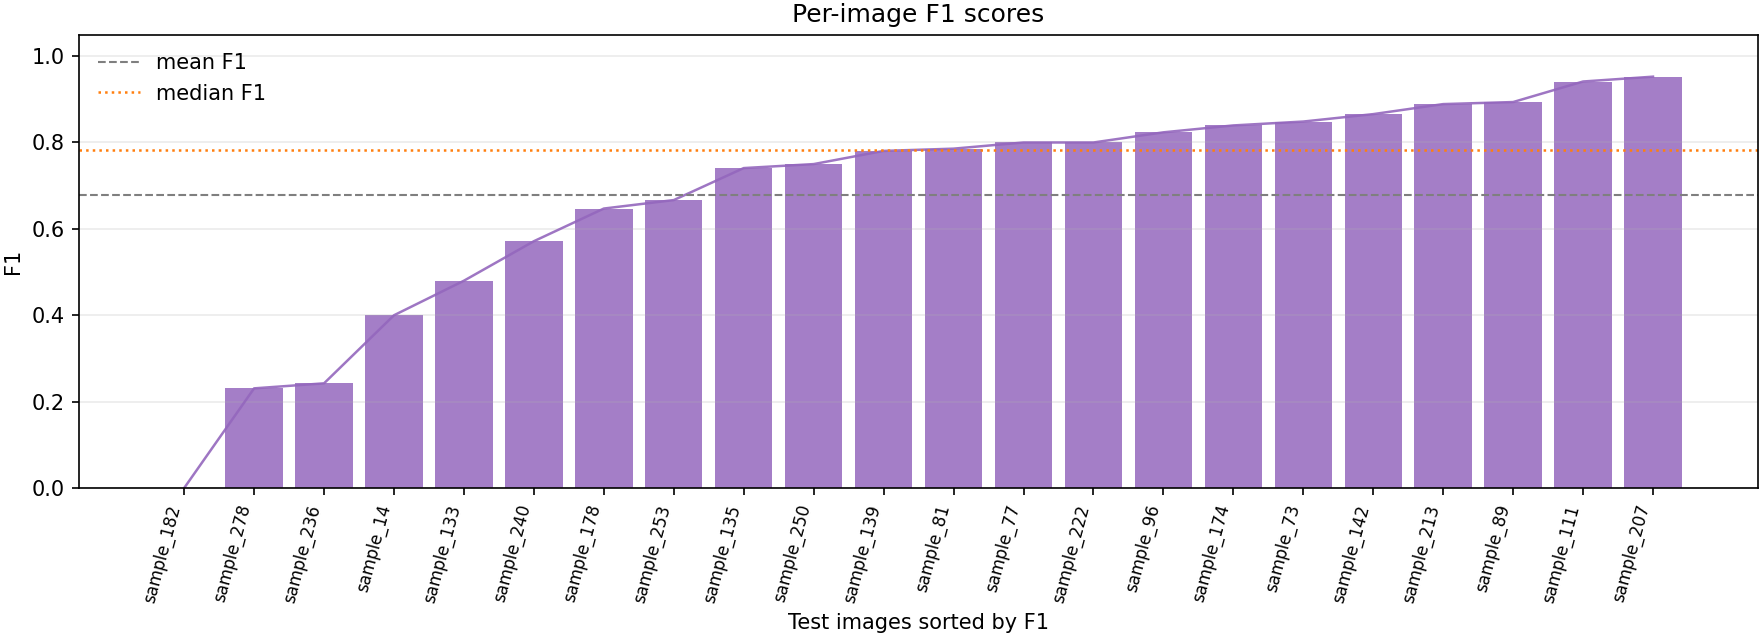 Per-image F1 scores
mean F1
median F1
F1
1.0
0.8
0.6
0.4
0.2
0.0
sample_182
sample_278
sample_236
sample_14
sample_133
sample_240
sample_178
sample_253
sample_135
sample_250
sample_139
sample_81
sample_77
sample_222
sample_96
sample_174
sample_73
sample_142
sample_213
sample_89
sample_111
sample_207
Test images sorted by F1